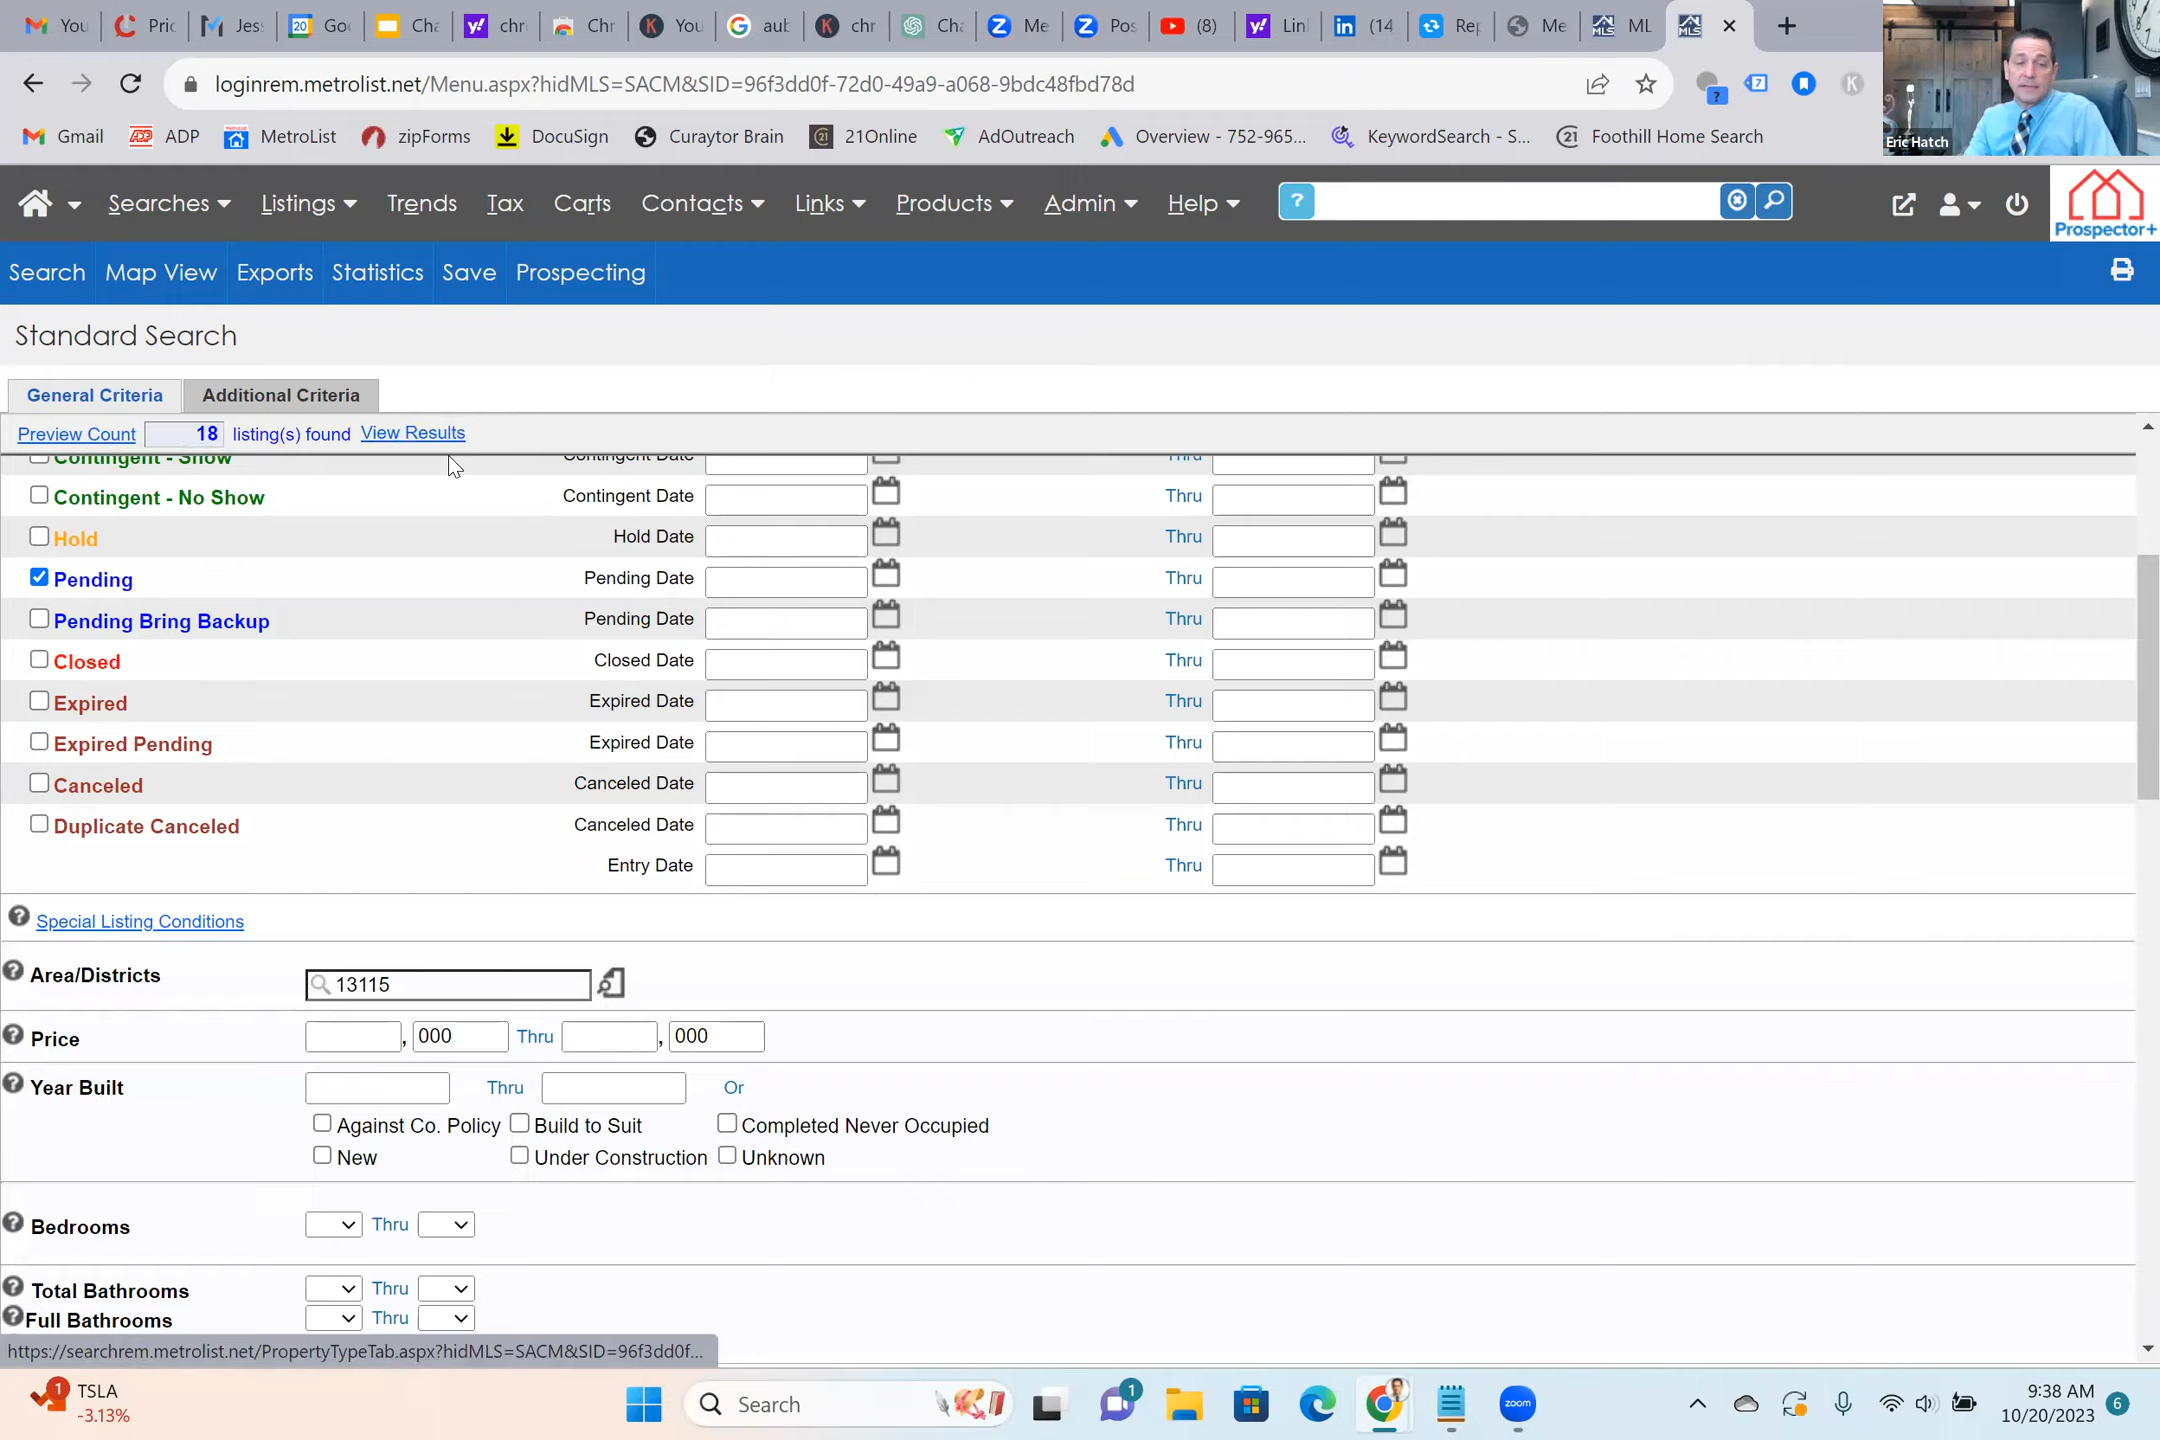 You
Pric
Jes
20
Go
Cha
chr
Chr
You
aub
chr
Cha
Me
Pos
(8)
Lin
(14
Rep
Me
ML
loginrem.metrolist.net/Menu.aspx?hidMLS=SACM&SID=96f3dd0f-72d0-49a9-a068-9bdc48fbd78d
Eric Hatch
Gmail
ADP
MetroList
zipForms
DocuSign
Curaytor Brain
21Online
AdOutreach
Overview - 752-965...
KeywordSearch - S...
Foothill Home Search
Searches
Listings
Trends
Tax
Carts
Contacts
Links
Products
Admin
Help
Prospector+
Search
Map View
Exports
Statistics
Save
Prospecting
Standard Search
General Criteria
Additional Criteria
Preview Count 18 listing(s) found View Results
Contingent - Show Contingent Date Thru
Contingent - No Show Contingent Date Thru
Hold Hold Date Thru
Pending Pending Date Thru
Pending Bring Backup Pending Date Thru
Closed Closed Date Thru
Expired Expired Date Thru
Expired Pending Expired Date Thru
Canceled Canceled Date Thru
Duplicate Canceled Canceled Date Thru
Entry Date Thru
Special Listing Conditions
Area/Districts 13115
Price , 000 Thru , 000
Year Built Thru Or
Against Co. Policy Build to Suit Completed Never Occupied
New Under Construction Unknown
Bedrooms Thru
Total Bathrooms Thru
Full Bathrooms Thru
https://searchrem.metrolist.net/PropertyTypeTab.aspx?hidMLS=SACM&SID=96f3dd0f...
1
TSLA
-3.13%
Search
1
zoom
9:38 AM
10/20/2023
6